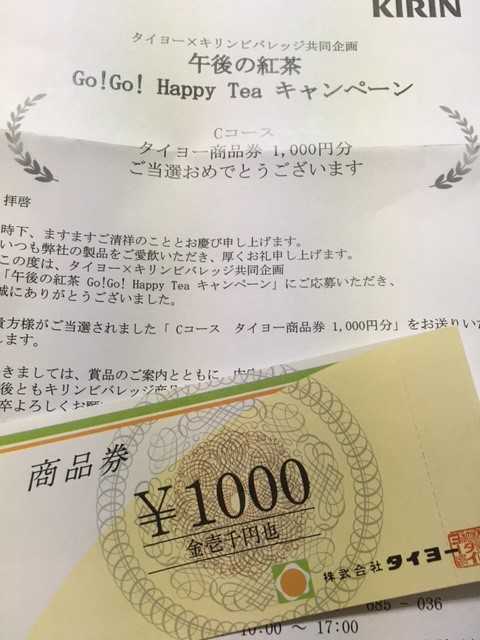 KIRIN
タイヨー×キリンビバレッジ共同企画
午後の紅茶
Go!Go! Happy Tea キャンペーン
Cコース
タイヨー商品券 1,000円分
ご当選おめでとうございます
拝啓
時下、ますますご清祥のこととお慶び申し上げます。
いつも弊社の製品をご愛飲いただき、厚くお礼申し上げます。
この度は、タイヨー×キリンビバレッジ共同企画
「午後の紅茶 Go!Go! Happy Tea キャンペーン」にご応募いただき、
誠にありがとうございました。
貴方様がご当選されました「 Cコース　タイヨー商品券 1,000円分」をお送りいた
します。
きましては、賞品のご案内とともに、
後ともキリンビバレッジ商品
卒よろしくお願
商品券
¥1000
金壱千円也
株式会社 タイヨー
685 - 036
10:00 ～ 17:00